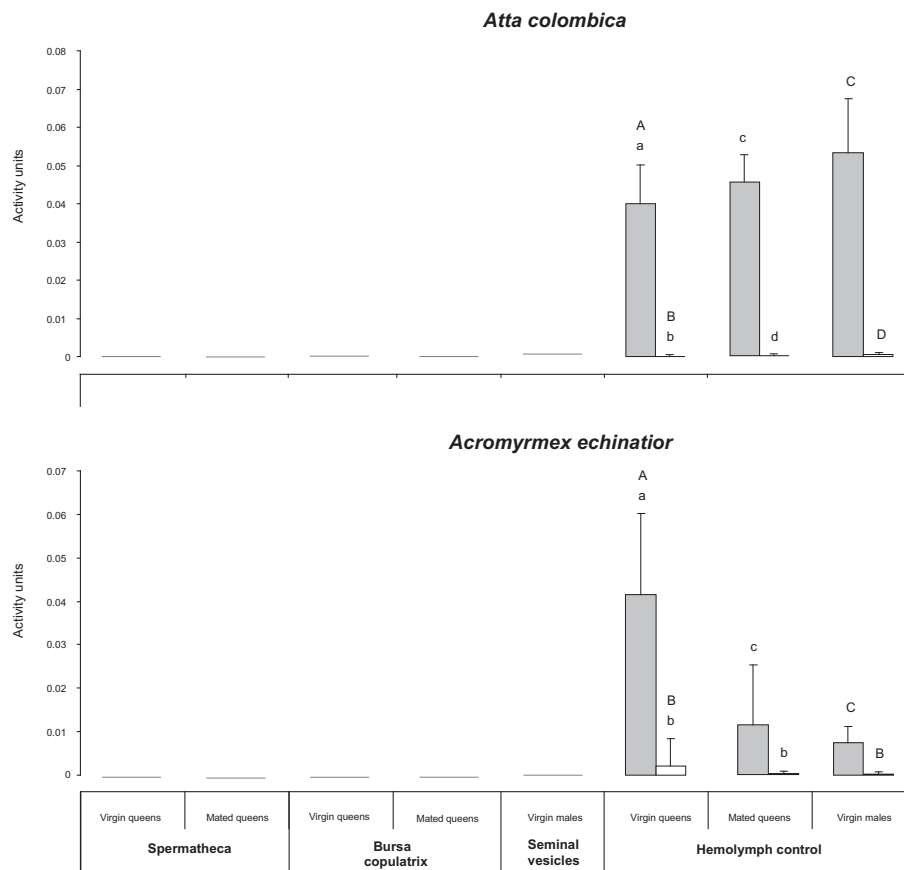 Atta colombica
Activity units
0.08
0.07
0.06
0.05
0.04
0.03
0.02
0.01
0
A
a
B
b
c
d
C
D
Acromyrmex echinatior
Activity units
0.07
0.06
0.05
0.04
0.03
0.02
0.01
0
A
a
B
b
c
b
C
B
Virgin queens Mated queens Virgin queens Mated queens Virgin males Virgin queens Mated queens Virgin males
Spermatheca
Bursa
copulatrix
Seminal
vesicles
Hemolymph control